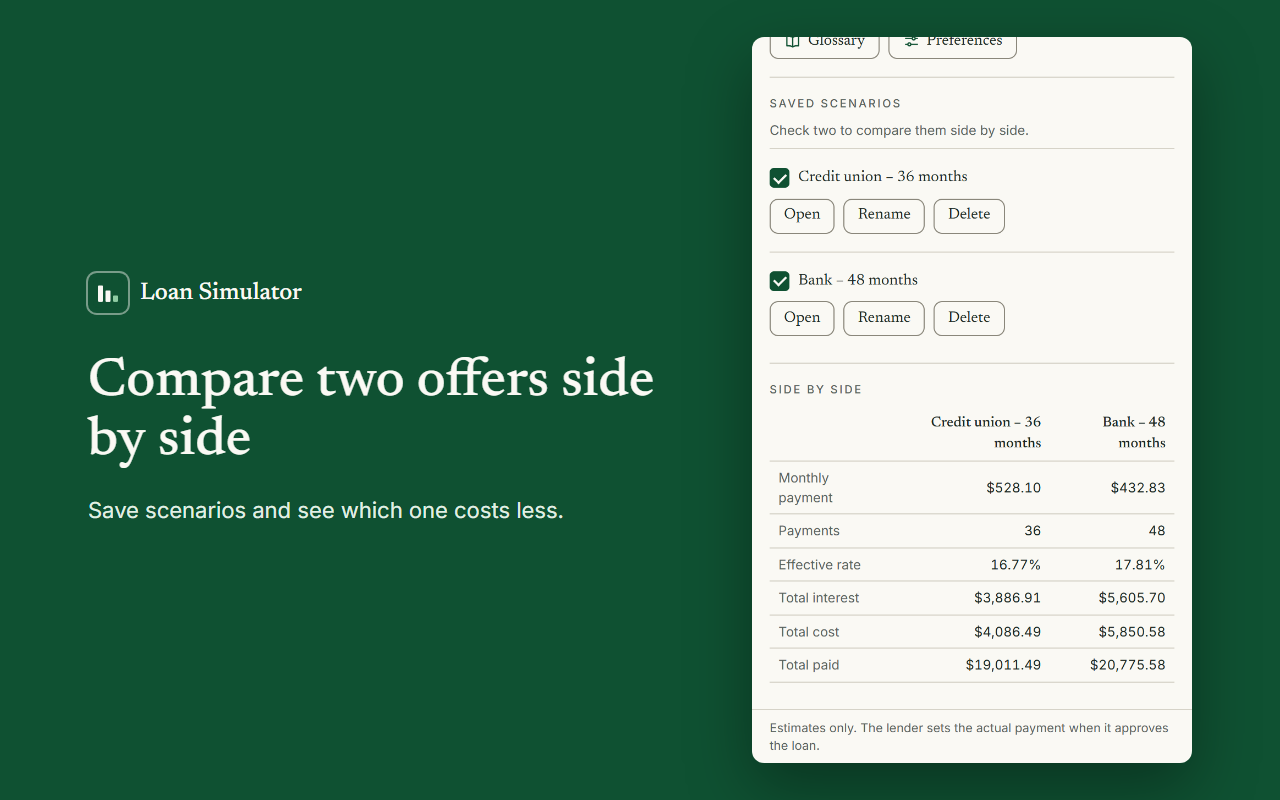 Loan Simulator
Compare two offers side
by side
Save scenarios and see which one costs less.
Glossary Preferences
SAVED SCENARIOS
Check two to compare them side by side.
Credit union – 36 months
Open Rename Delete
Bank – 48 months
Open Rename Delete
SIDE BY SIDE
Credit union – 36 months Bank – 48 months
Monthly payment $528.10 $432.83
Payments 36 48
Effective rate 16.77% 17.81%
Total interest $3,886.91 $5,605.70
Total cost $4,086.49 $5,850.58
Total paid $19,011.49 $20,775.58
Estimates only. The lender sets the actual payment when it approves
the loan.